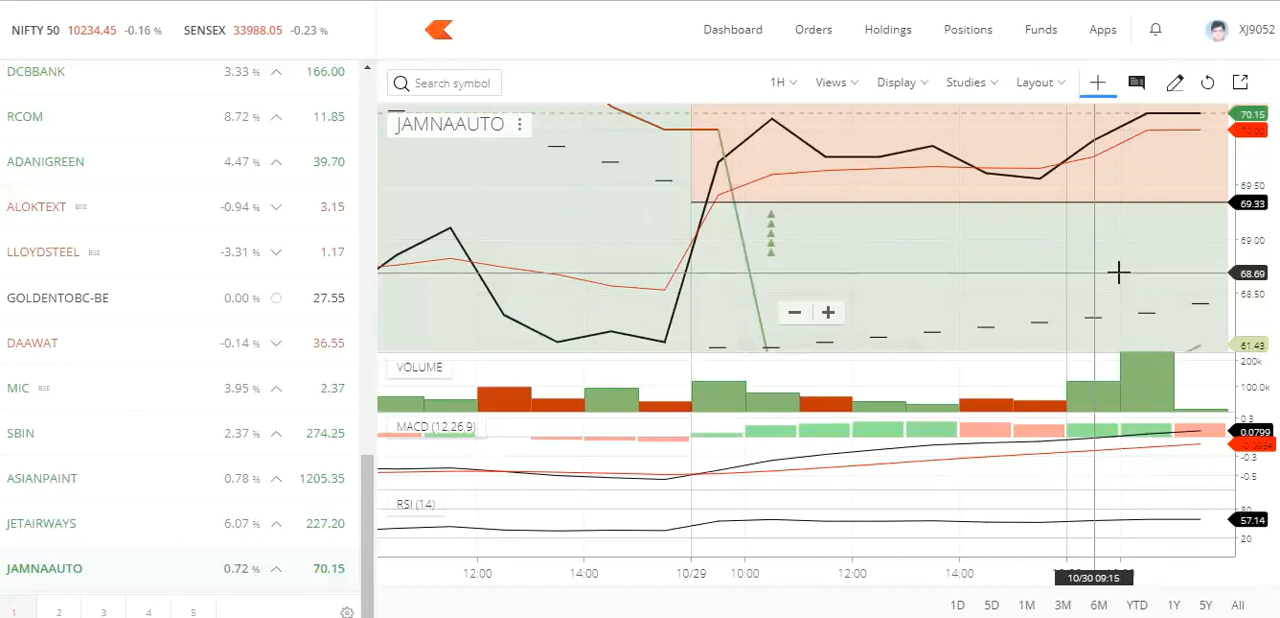 NIFTY 50 10234.45 -0.16 % SENSEX 33988.05 -0.23 %
Dashboard Orders Holdings Positions Funds Apps XJ9052
DCBBANK 3.33 % 166.00
RCOM 8.72 % 11.85
ADANIGREEN 4.47 % 39.70
ALOKTEXT BSE -0.94 % 3.15
LLOYDSTEEL BSE -3.31 % 1.17
GOLDENTOBC-BE 0.00 % 27.55
DAAWAT -0.14 % 36.55
MIC BSE 3.95 % 2.37
SBIN 2.37 % 274.25
ASIANPAINT 0.78 % 1205.35
JETAIRWAYS 6.07 % 227.20
JAMNAAUTO 0.72 % 70.15
1 2 3 4 5
Search symbol 1H Views Display Studies Layout
JAMNAAUTO
70.15
69.50
69.33
69.00
68.69
68.50
61.43
VOLUME
200k
100.0k
MACD (12,26,9)
0.3
0.0799
-0.3
-0.5
RSI (14)
80
57.14
20
12:00 14:00 10/29 10:00 12:00 14:00
10/30 09:15
1D 5D 1M 3M 6M YTD 1Y 5Y All